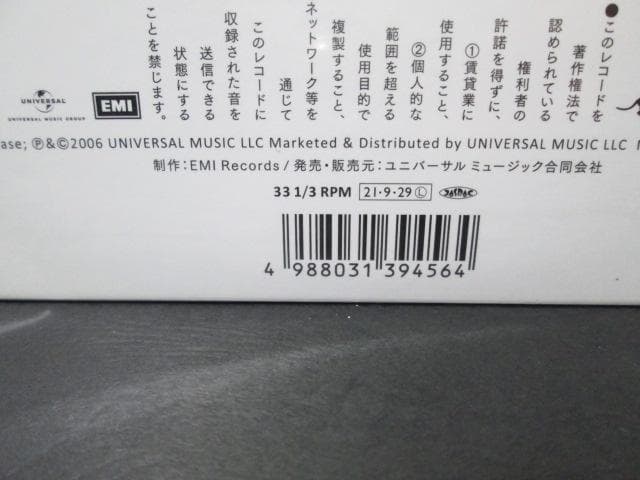 ●このレコードを
著作権法で
認められている
権利者の
許諾を得ずに、
①賃貸業に
使用すること、
②個人的な
範囲を超える
使用目的で
複製すること、
ネットワーク等を
通じて
このレコードに
収録された音を
送信できる
状態にする
ことを禁じます。
UNIVERSAL
UNIVERSAL MUSIC GROUP
EMI
ase; Ⓟ&©2006 UNIVERSAL MUSIC LLC Marketed & Distributed by UNIVERSAL MUSIC LLC
制作：EMI Records / 発売・販売元：ユニバーサル ミュージック合同会社
33 1/3 RPM 21・9・29 Ⓛ JASRAC
4 988031 394564